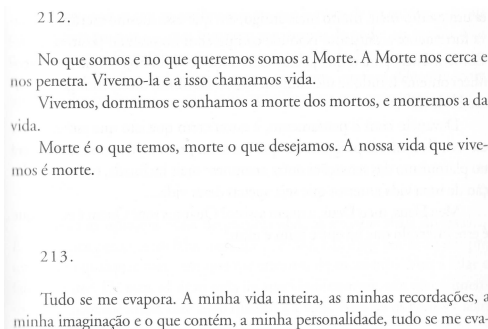 212.
No que somos e no que queremos somos a Morte. A Morte nos cerca e
nos penetra. Vivemo-la e a isso chamamos vida.
Vivemos, dormimos e sonhamos a morte dos mortos, e morremos a da
vida.
Morte é o que temos, morte o que desejamos. A nossa vida que vive-
mos é morte.
213.
Tudo se me evapora. A minha vida inteira, as minhas recordações, a
minha imaginação e o que contém, a minha personalidade, tudo se me eva-